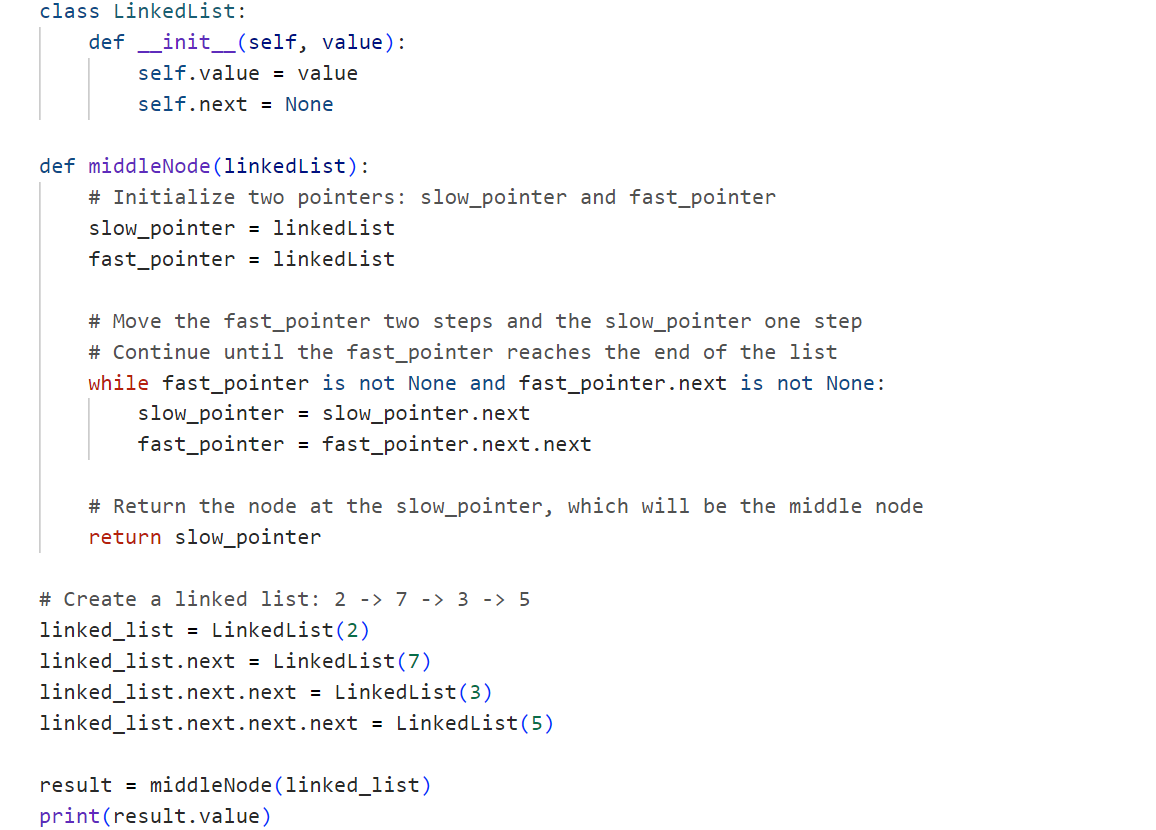 class LinkedList:
    def __init__(self, value):
        self.value = value
        self.next = None

def middleNode(linkedList):
    # Initialize two pointers: slow_pointer and fast_pointer
    slow_pointer = linkedList
    fast_pointer = linkedList

    # Move the fast_pointer two steps and the slow_pointer one step
    # Continue until the fast_pointer reaches the end of the list
    while fast_pointer is not None and fast_pointer.next is not None:
        slow_pointer = slow_pointer.next
        fast_pointer = fast_pointer.next.next

    # Return the node at the slow_pointer, which will be the middle node
    return slow_pointer

# Create a linked list: 2 -> 7 -> 3 -> 5
linked_list = LinkedList(2)
linked_list.next = LinkedList(7)
linked_list.next.next = LinkedList(3)
linked_list.next.next.next = LinkedList(5)

result = middleNode(linked_list)
print(result.value)